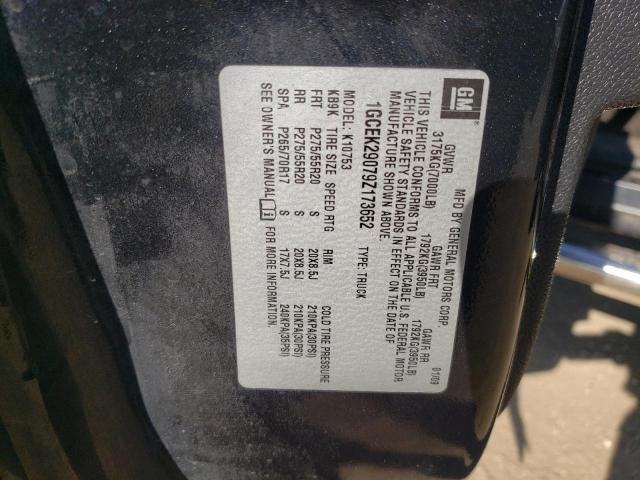 GM
MFD BY GENERAL MOTORS CORP. 01/09
GVWR GAWR FRT GAWR RR
3175KG(7000LB) 1792KG(3950LB) 1792KG(3950LB)
THIS VEHICLE CONFORMS TO ALL APPLICABLE U.S. FEDERAL MOTOR
VEHICLE SAFETY STANDARDS IN EFFECT ON THE DATE OF
MANUFACTURE SHOWN ABOVE.
1GCEK29079Z173652 TYPE: TRUCK
MODEL: K10753
KB9K TIRE SIZE SPEED RTG RIM COLD TIRE PRESSURE
FRT P275/55R20 S 20X8.5J 210KPA(30PSI)
RR P275/55R20 S 20X8.5J 210KPA(30PSI)
SPA P265/70R17 S 17X7.5J 240KPA(35PSI)
SEE OWNER'S MANUAL FOR MORE INFORMATION.